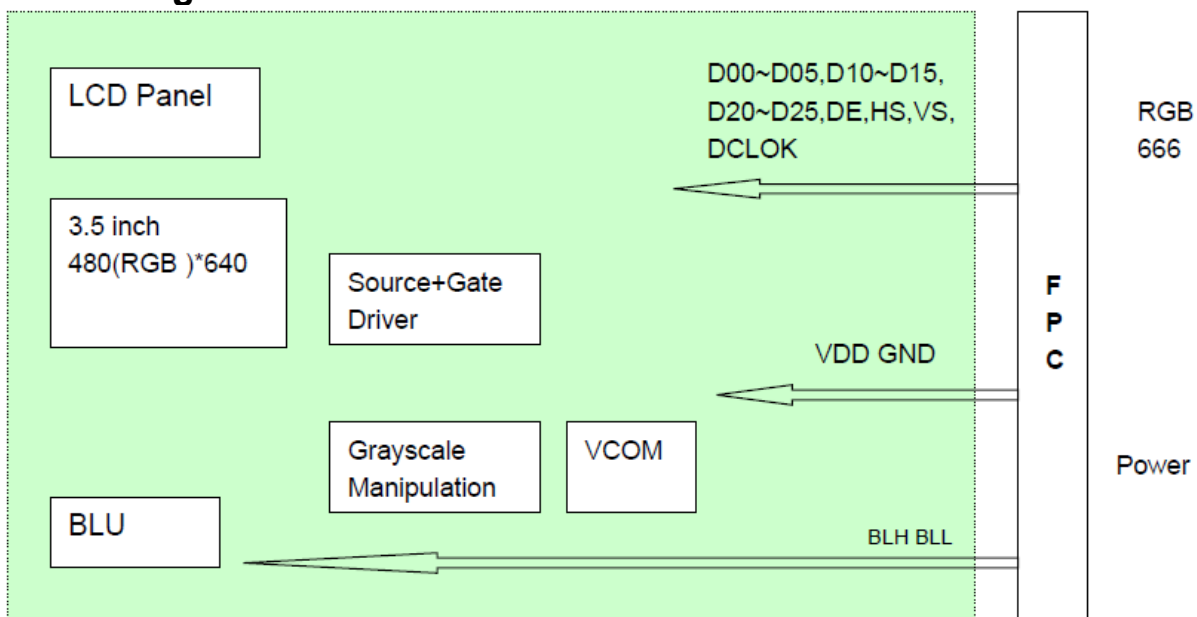 LCD Panel
3.5 inch
480(RGB )*640
Source+Gate
Driver
Grayscale
Manipulation
VCOM
BLU
D00~D05,D10~D15,
D20~D25,DE,HS,VS,
DCLOK
VDD GND
BLH BLL
F
P
C
RGB
666
Power